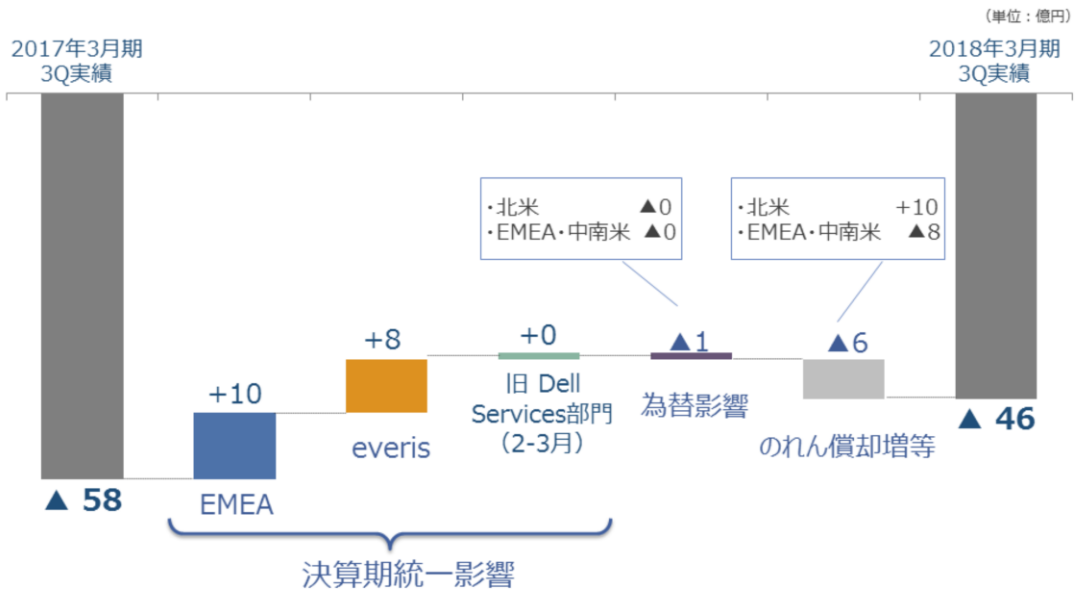 （単位：億円）
2017年3月期
3Q実績
2018年3月期
3Q実績
・北米 ▲0
・EMEA・中南米 ▲0
・北米 +10
・EMEA・中南米 ▲8
+10
+8
+0
▲1
▲6
EMEA
everis
旧 Dell
Services部門
（2-3月）
為替影響
のれん償却増等
▲ 58
▲ 46
決算期統一影響